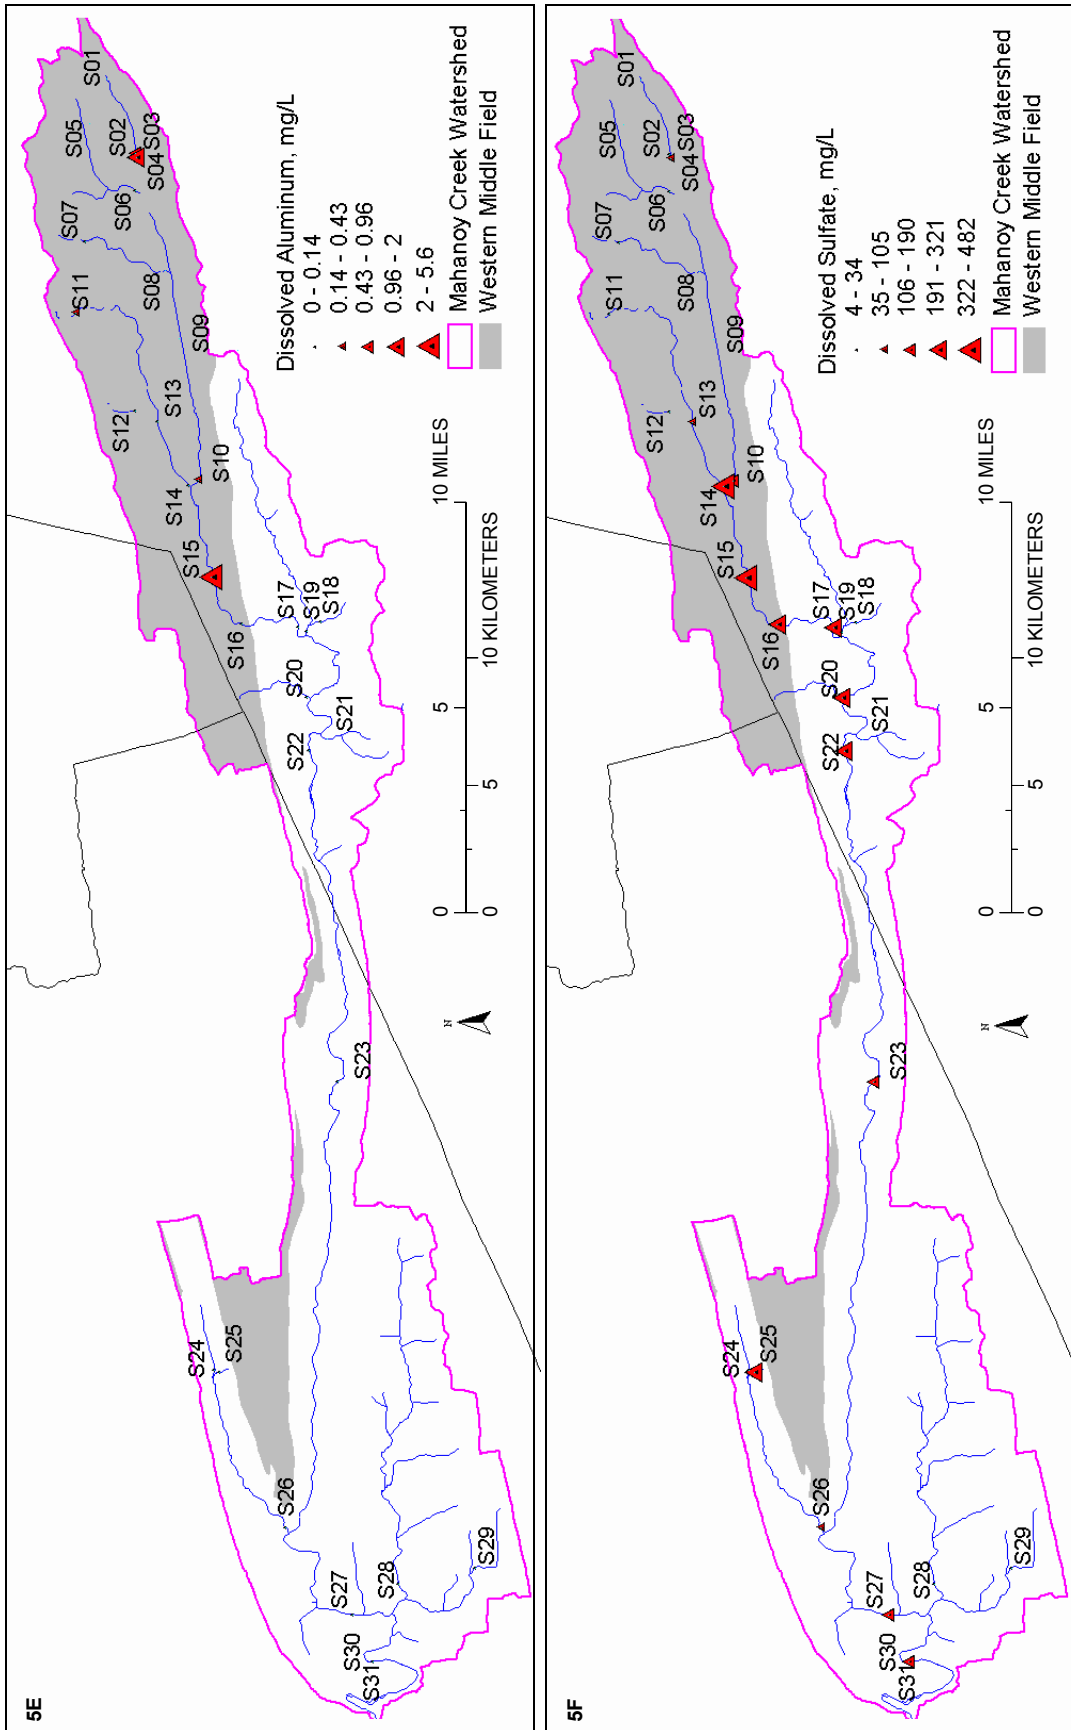 5E
S01
S02
S03
S04
S05
S06
S07
S08
S09
S10
S11
S12
S13
S14
S15
S16
S17
S18
S19
S20
S21
S22
S23
S24
S25
S26
S27
S28
S29
S30
S31
Dissolved Aluminum, mg/L
0 - 0.14
0.14 - 0.43
0.43 - 0.96
0.96 - 2
2 - 5.6
Mahanoy Creek Watershed
Western Middle Field
N
0 5 10 MILES
0 5 10 KILOMETERS
5F
S01
S02
S03
S04
S05
S06
S07
S08
S09
S10
S11
S12
S13
S14
S15
S16
S17
S18
S19
S20
S21
S22
S23
S24
S25
S26
S27
S28
S29
S30
S31
Dissolved Sulfate, mg/L
4 - 34
35 - 105
106 - 190
191 - 321
322 - 482
Mahanoy Creek Watershed
Western Middle Field
N
0 5 10 MILES
0 5 10 KILOMETERS